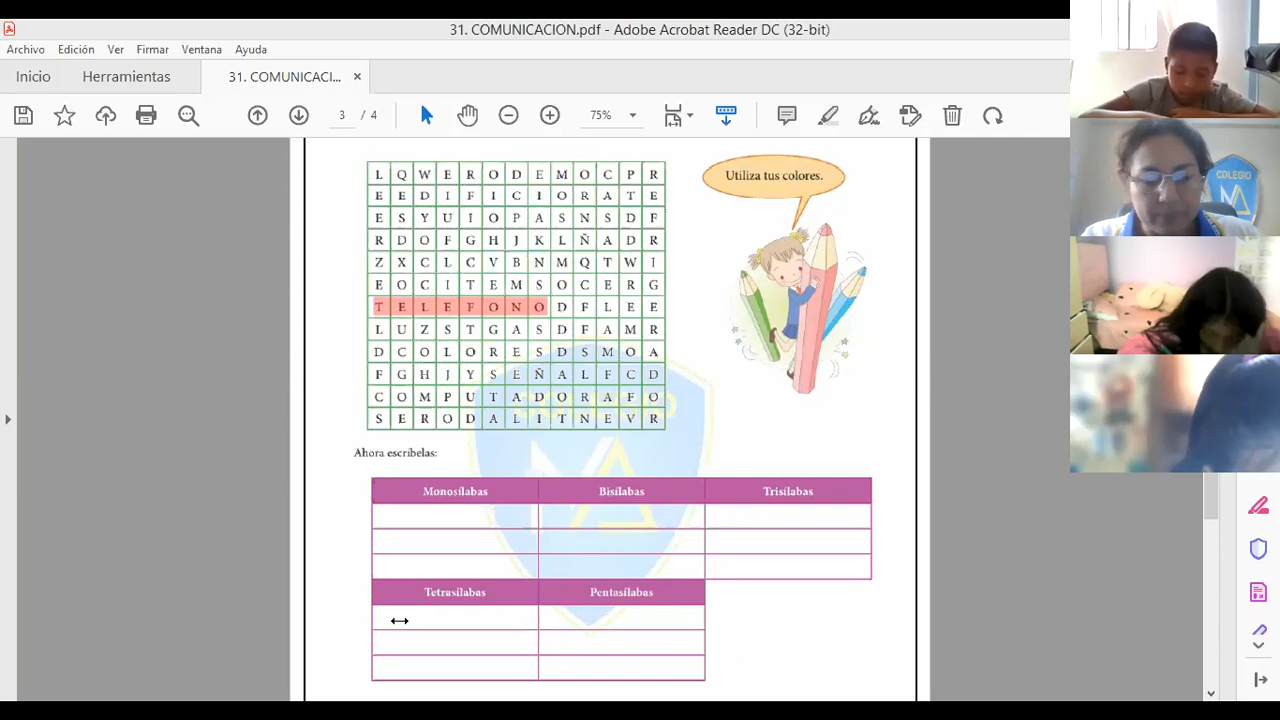 31. COMUNICACION.pdf - Adobe Acrobat Reader DC (32-bit)
Archivo Edición Ver Firmar Ventana Ayuda
Inicio Herramientas 31. COMUNICACI... ×
3 / 4 75%
L Q W E R O D E M O C P R
E E D I F I C I O R A T E
E S Y U I O P A S N S D F
R D O F G H J K L Ñ A D R
Z X C L C V B N M Q T W I
E O C I T E M S O C E R G
T E L E F O N O D F L E E
L U Z S T G A S D F A M R
D C O L O R E S D S M O A
F G H J Y S E Ñ A L F C D
C O M P U T A D O R A F O
S E R O D A L I T N E V R
Utiliza tus colores.
Ahora escríbelas:
Monosílabas Bisílabas Trisílabas
Tetrasílabas Pentasílabas
COLEGIO
COLEGIO